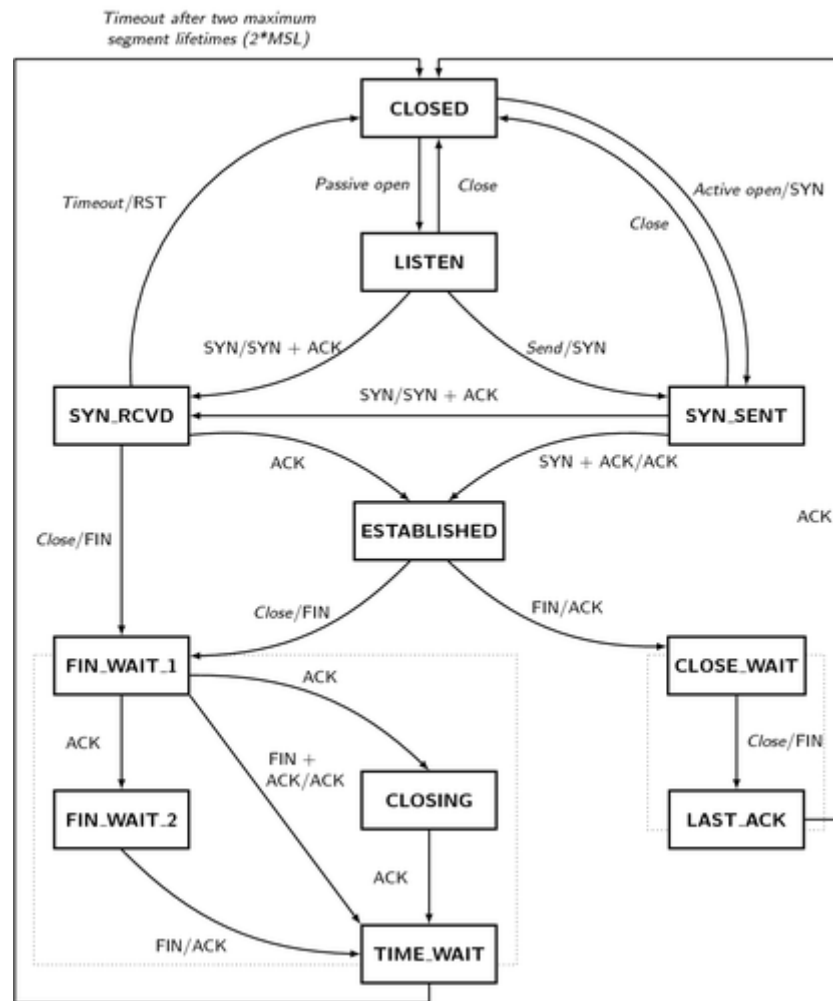 Timeout after two maximum
segment lifetimes (2*MSL)
CLOSED
Passive open
Close
Timeout/RST
Active open/SYN
Close
LISTEN
SYN/SYN + ACK
Send/SYN
SYN/SYN + ACK
SYN_RCVD
SYN_SENT
ACK
SYN + ACK/ACK
ESTABLISHED
ACK
Close/FIN
Close/FIN
FIN/ACK
FIN_WAIT_1
CLOSE_WAIT
ACK
ACK
Close/FIN
FIN +
ACK/ACK
FIN_WAIT_2
CLOSING
LAST_ACK
ACK
FIN/ACK
TIME_WAIT